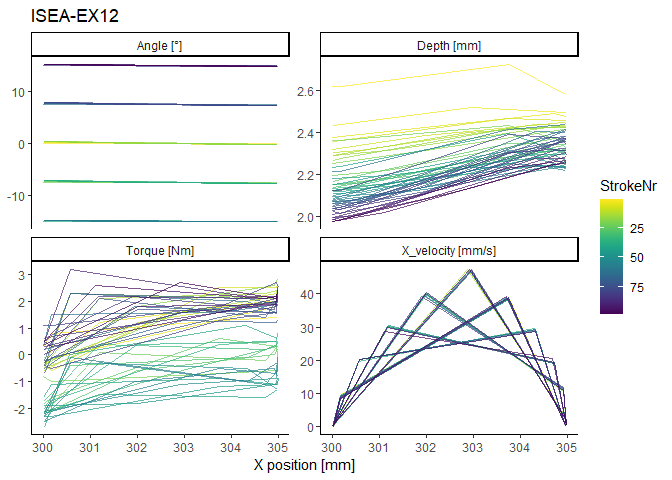 ISEA-EX12
Angle [°]
Depth [mm]
10
0
-10
2.6
2.4
2.2
2.0
Torque [Nm]
X_velocity [mm/s]
3
2
1
0
-1
-2
40
30
20
10
0
300 301 302 303 304 305
300 301 302 303 304 305
X position [mm]
StrokeNr
25
50
75